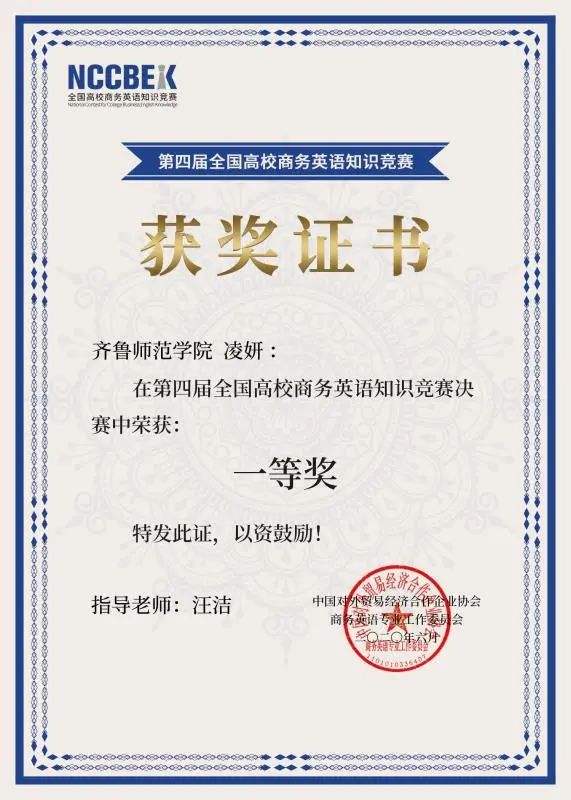 NCCBEK
全国高校商务英语知识竞赛
National Contest for College Business English Knowledge
第四届全国高校商务英语知识竞赛
获奖证书
齐鲁师范学院 凌妍：
在第四届全国高校商务英语知识竞赛决
赛中荣获：
一等奖
特发此证，以资鼓励！
指导老师：汪洁
中国对外贸易经济合作企业协会
商务英语专业工作委员会
二〇二〇年六月
商务英语专业工作委员会